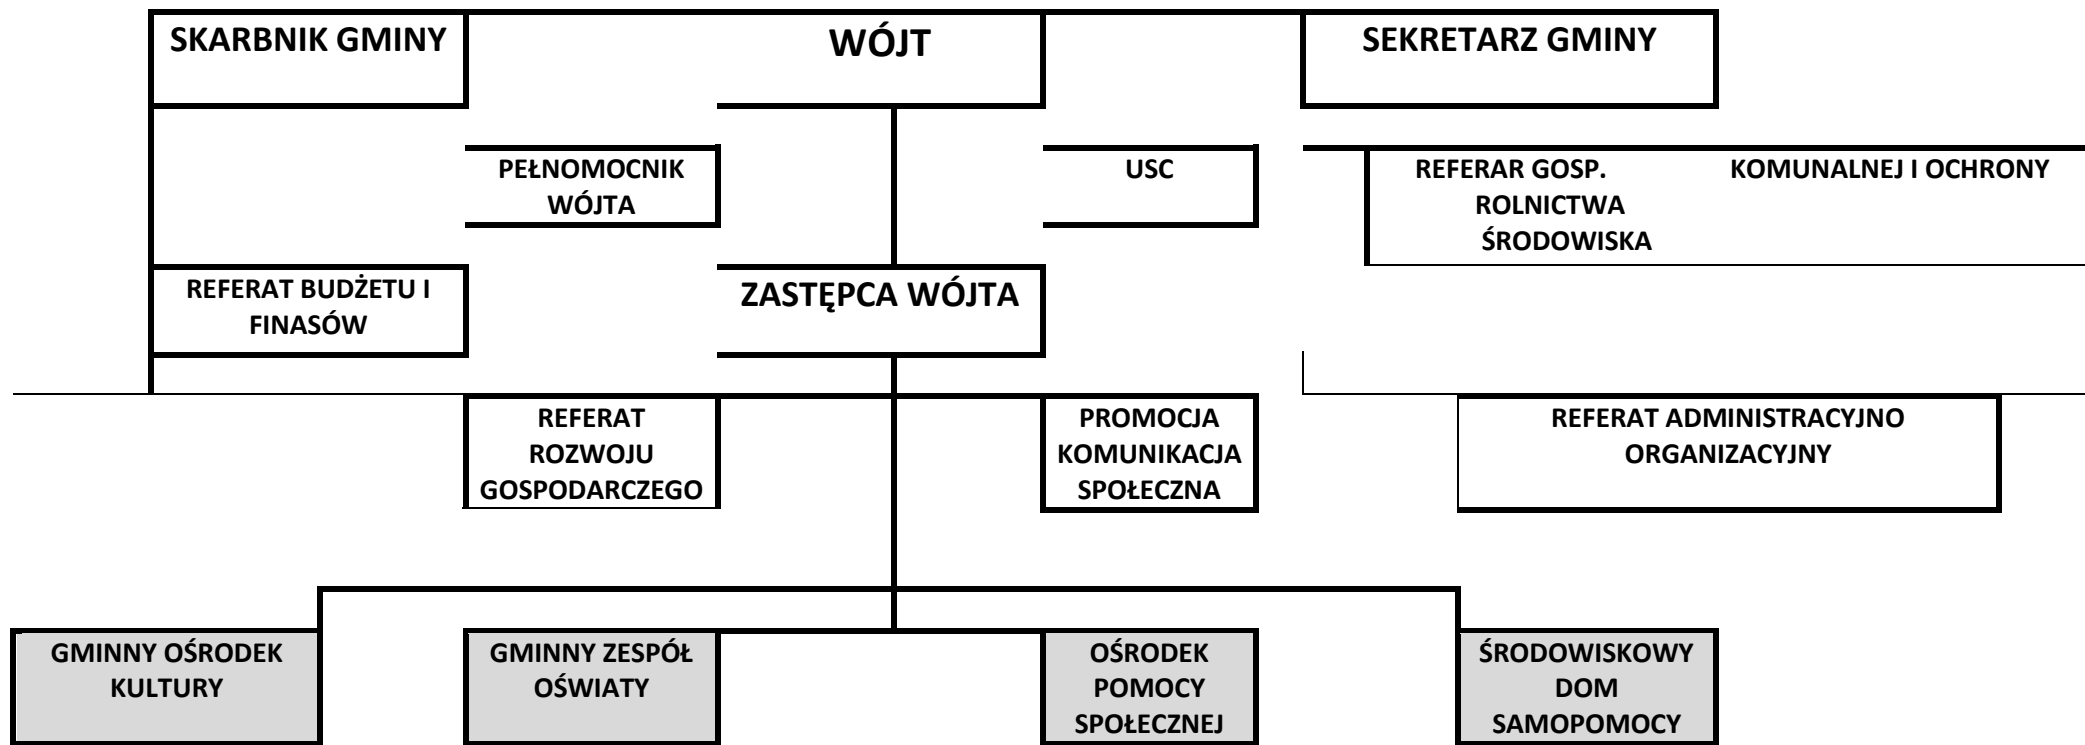 SKARBNIK GMINY
WÓJT
SEKRETARZ GMINY
PEŁNOMOCNIK
WÓJTA
USC
REFERAR GOSP. KOMUNALNEJ I OCHRONY
ROLNICTWA
ŚRODOWISKA
REFERAT BUDŻETU I
FINASÓW
ZASTĘPCA WÓJTA
REFERAT
ROZWOJU
GOSPODARCZEGO
PROMOCJA
KOMUNIKACJA
SPOŁECZNA
REFERAT ADMINISTRACYJNO
ORGANIZACYJNY
GMINNY OŚRODEK
KULTURY
GMINNY ZESPÓŁ
OŚWIATY
OŚRODEK
POMOCY
SPOŁECZNEJ
ŚRODOWISKOWY
DOM
SAMOPOMOCY